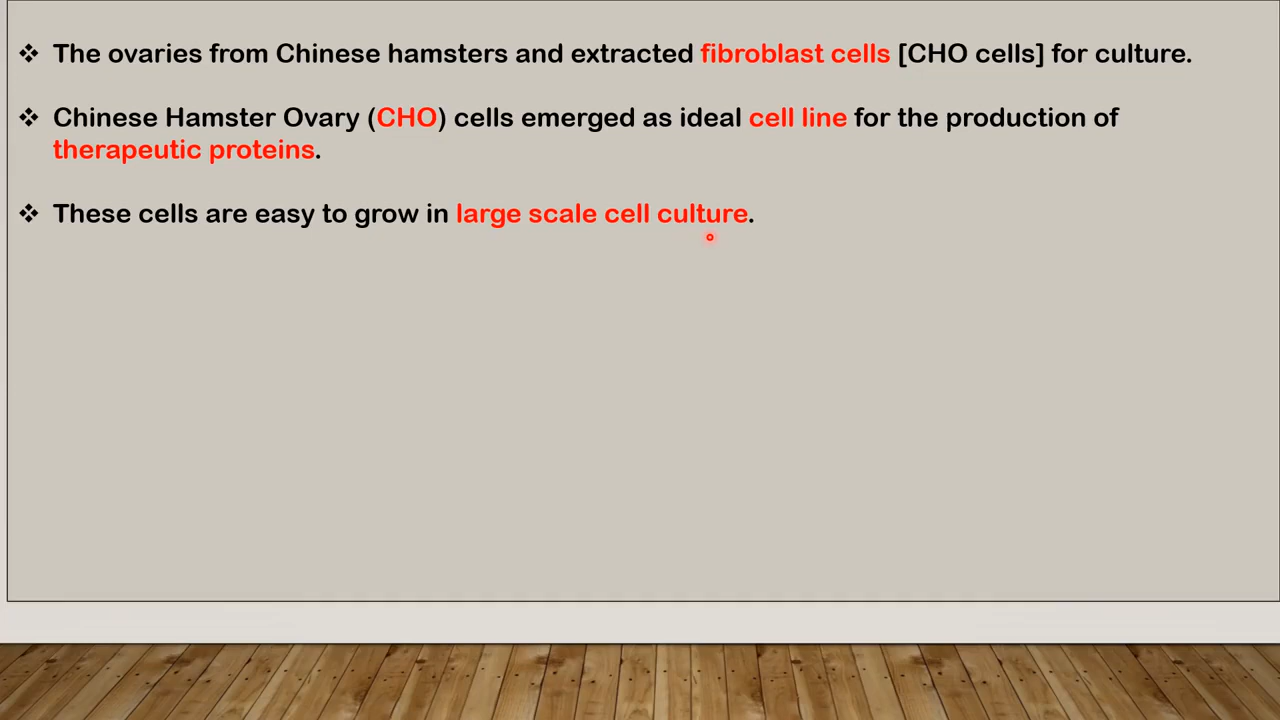 ❖ The ovaries from Chinese hamsters and extracted fibroblast cells [CHO cells] for culture.
❖ Chinese Hamster Ovary (CHO) cells emerged as ideal cell line for the production of
therapeutic proteins.
❖ These cells are easy to grow in large scale cell culture.